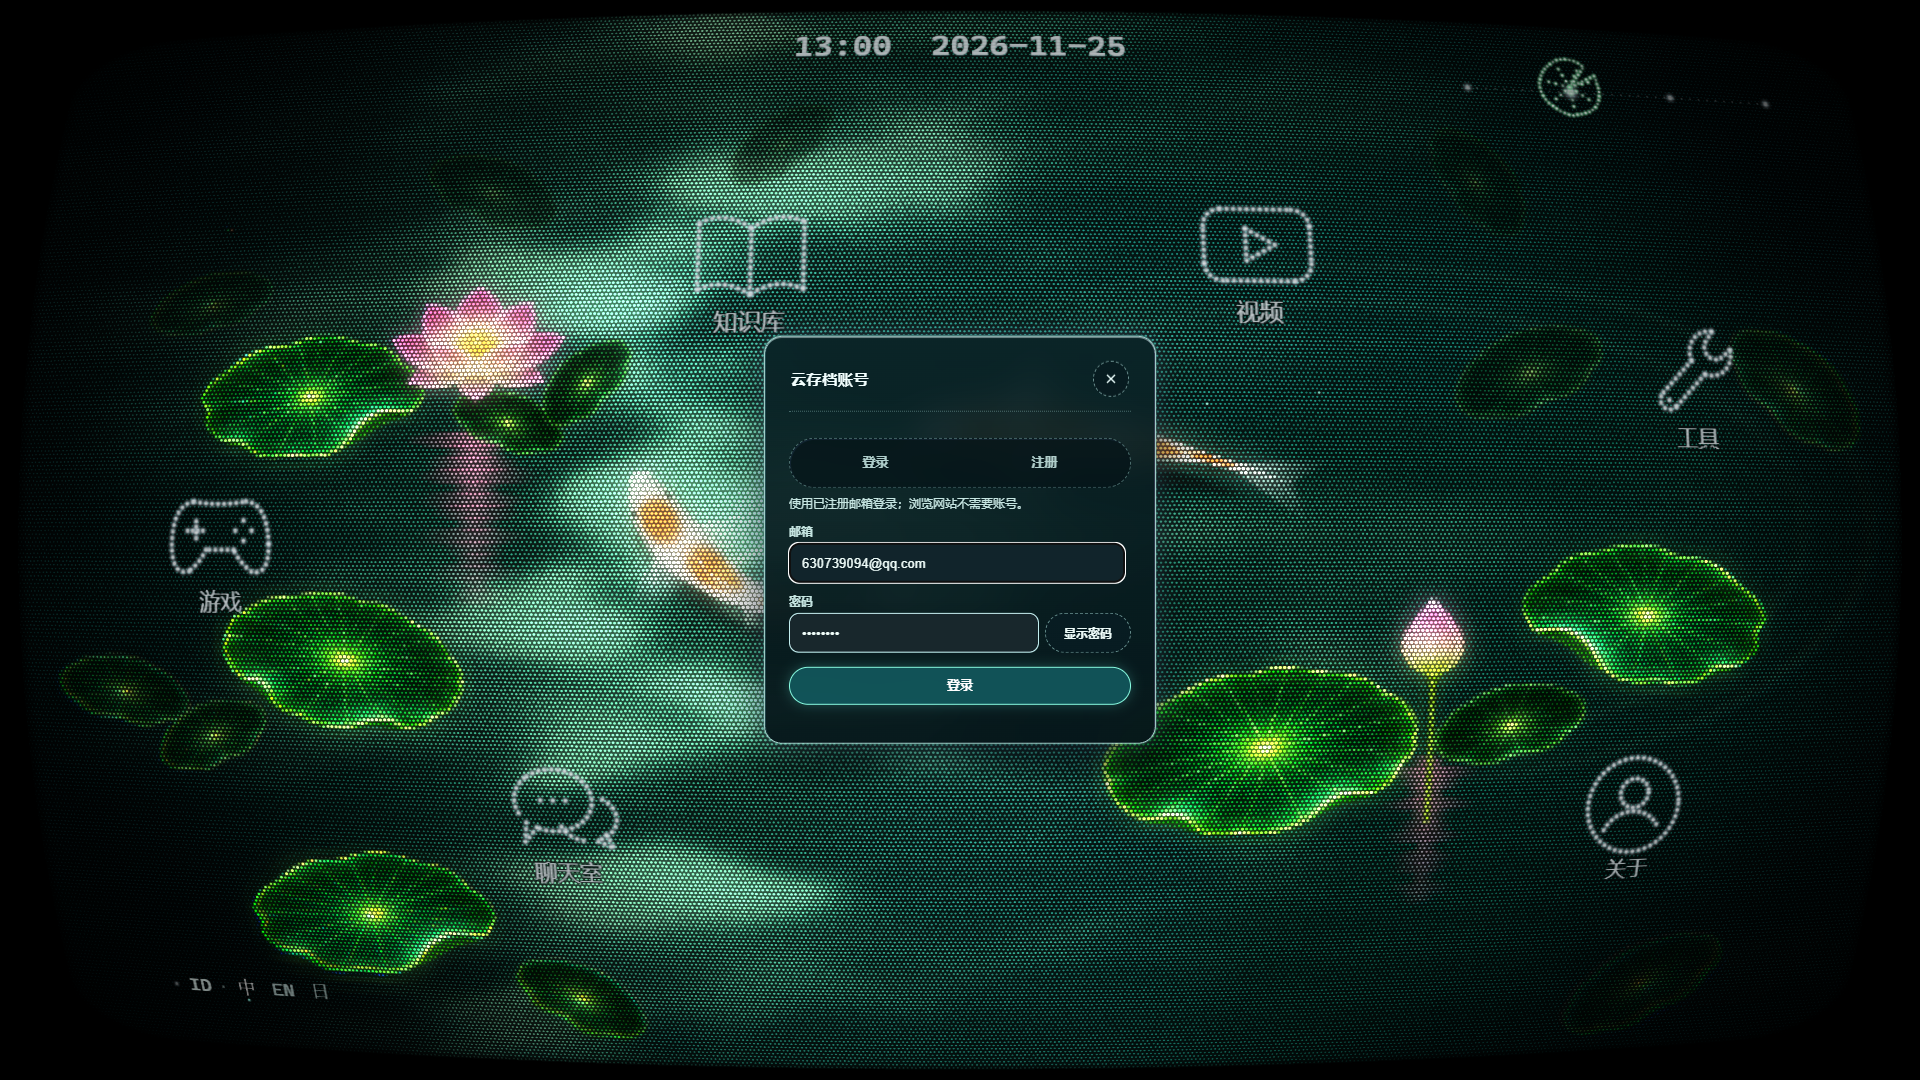 13:00 2026-11-25
知识库
视频
工具
游戏
聊天室
关于
云存档账号
×
登录 注册
使用已注册邮箱登录；浏览网站不需要账号。
邮箱
630739094@qq.com
密码
••••••••
显示密码
登录
· ID · 中 EN 日